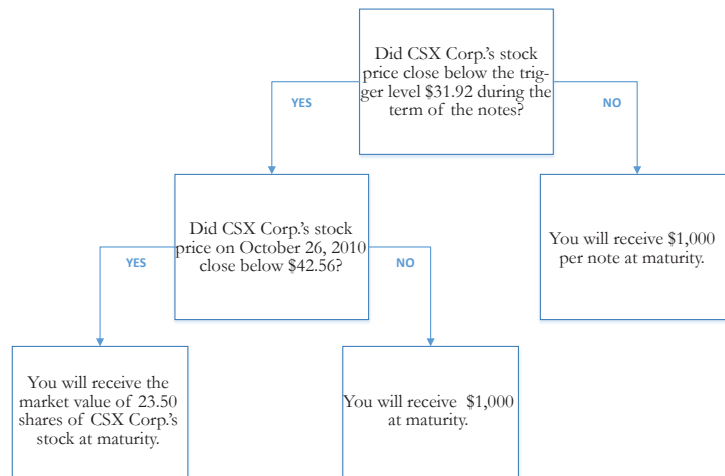 Did CSX Corp.'s stock
price close below the trig-
ger level $31.92 during the
term of the notes?
YES
NO
Did CSX Corp.'s stock
price on October 26, 2010
close below $42.56?
You will receive $1,000
per note at maturity.
YES
NO
You will receive the
market value of 23.50
shares of CSX Corp.'s
stock at maturity.
You will receive $1,000
at maturity.